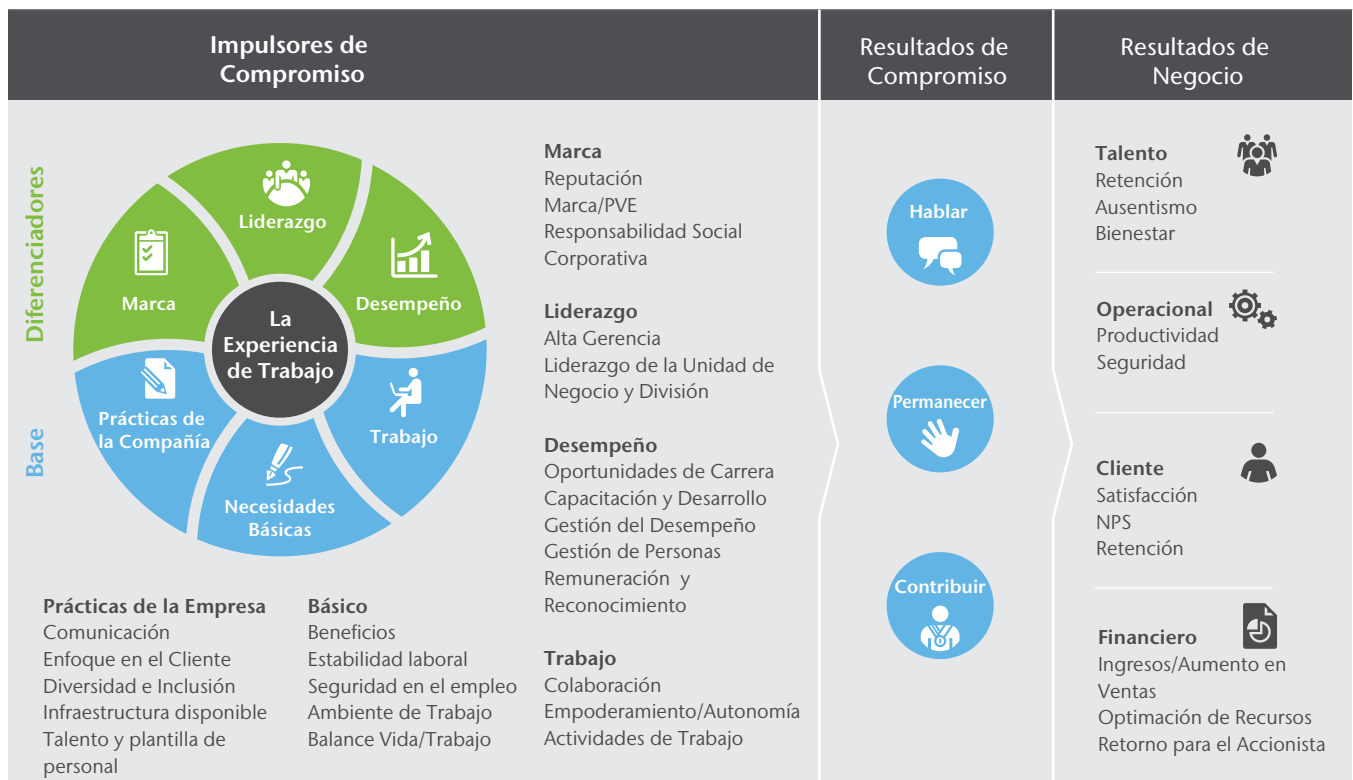 Impulsores de
Compromiso
Resultados de
Compromiso
Resultados de
Negocio
Diferenciadores
Base
Liderazgo
Marca
Desempeño
La
Experiencia
de Trabajo
Prácticas de
la Compañía
Trabajo
Necesidades
Básicas
Prácticas de la Empresa
Comunicación
Enfoque en el Cliente
Diversidad e Inclusión
Infraestructura disponible
Talento y plantilla de
personal
Básico
Beneficios
Estabilidad laboral
Seguridad en el empleo
Ambiente de Trabajo
Balance Vida/Trabajo
Marca
Reputación
Marca/PVE
Responsabilidad Social
Corporativa
Liderazgo
Alta Gerencia
Liderazgo de la Unidad de
Negocio y División
Desempeño
Oportunidades de Carrera
Capacitación y Desarrollo
Gestión del Desempeño
Gestión de Personas
Remuneración y
Reconocimiento
Trabajo
Colaboración
Empoderamiento/Autonomía
Actividades de Trabajo
Hablar
Permanecer
Contribuir
Talento
Retención
Ausentismo
Bienestar
Operacional
Productividad
Seguridad
Cliente
Satisfacción
NPS
Retención
Financiero
Ingresos/Aumento en
Ventas
Optimación de Recursos
Retorno para el Accionista